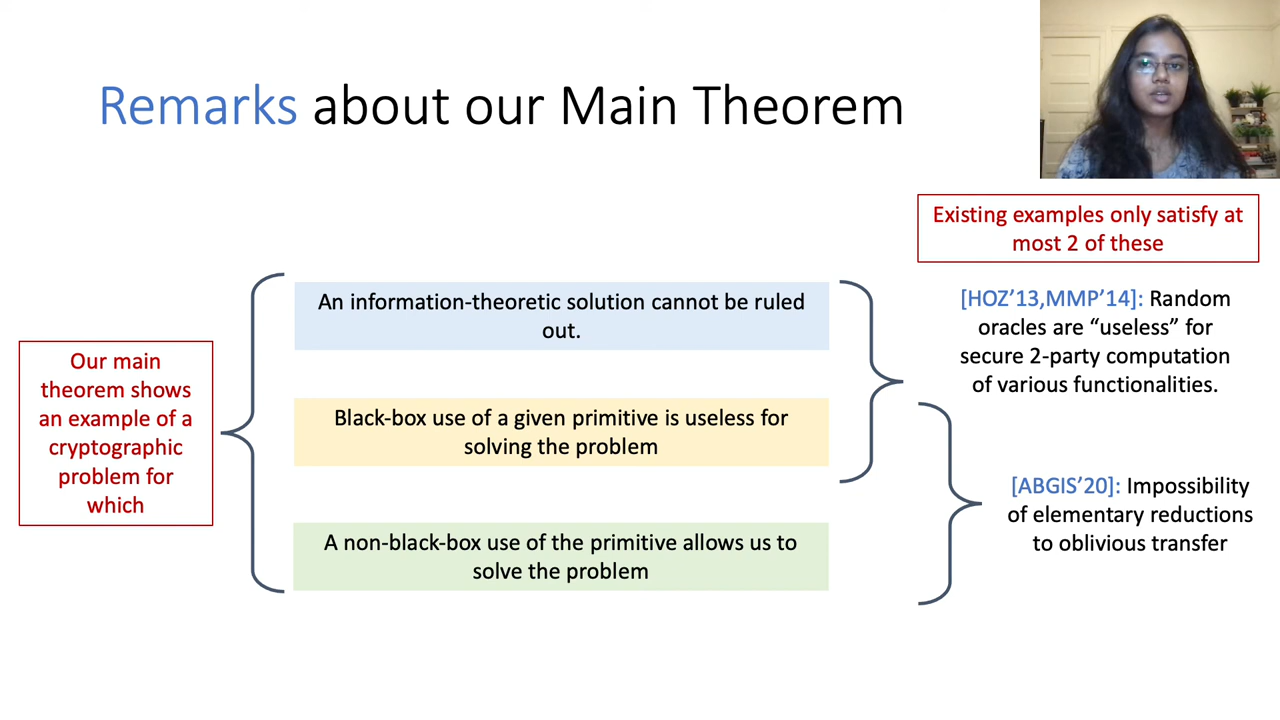 Remarks about our Main Theorem
Existing examples only satisfy at
most 2 of these
An information-theoretic solution cannot be ruled
out.
[HOZ’13,MMP’14]: Random
oracles are “useless” for
secure 2-party computation
of various functionalities.
Our main
theorem shows
an example of a
cryptographic
problem for
which
Black-box use of a given primitive is useless for
solving the problem
[ABGIS’20]: Impossibility
of elementary reductions
to oblivious transfer
A non-black-box use of the primitive allows us to
solve the problem